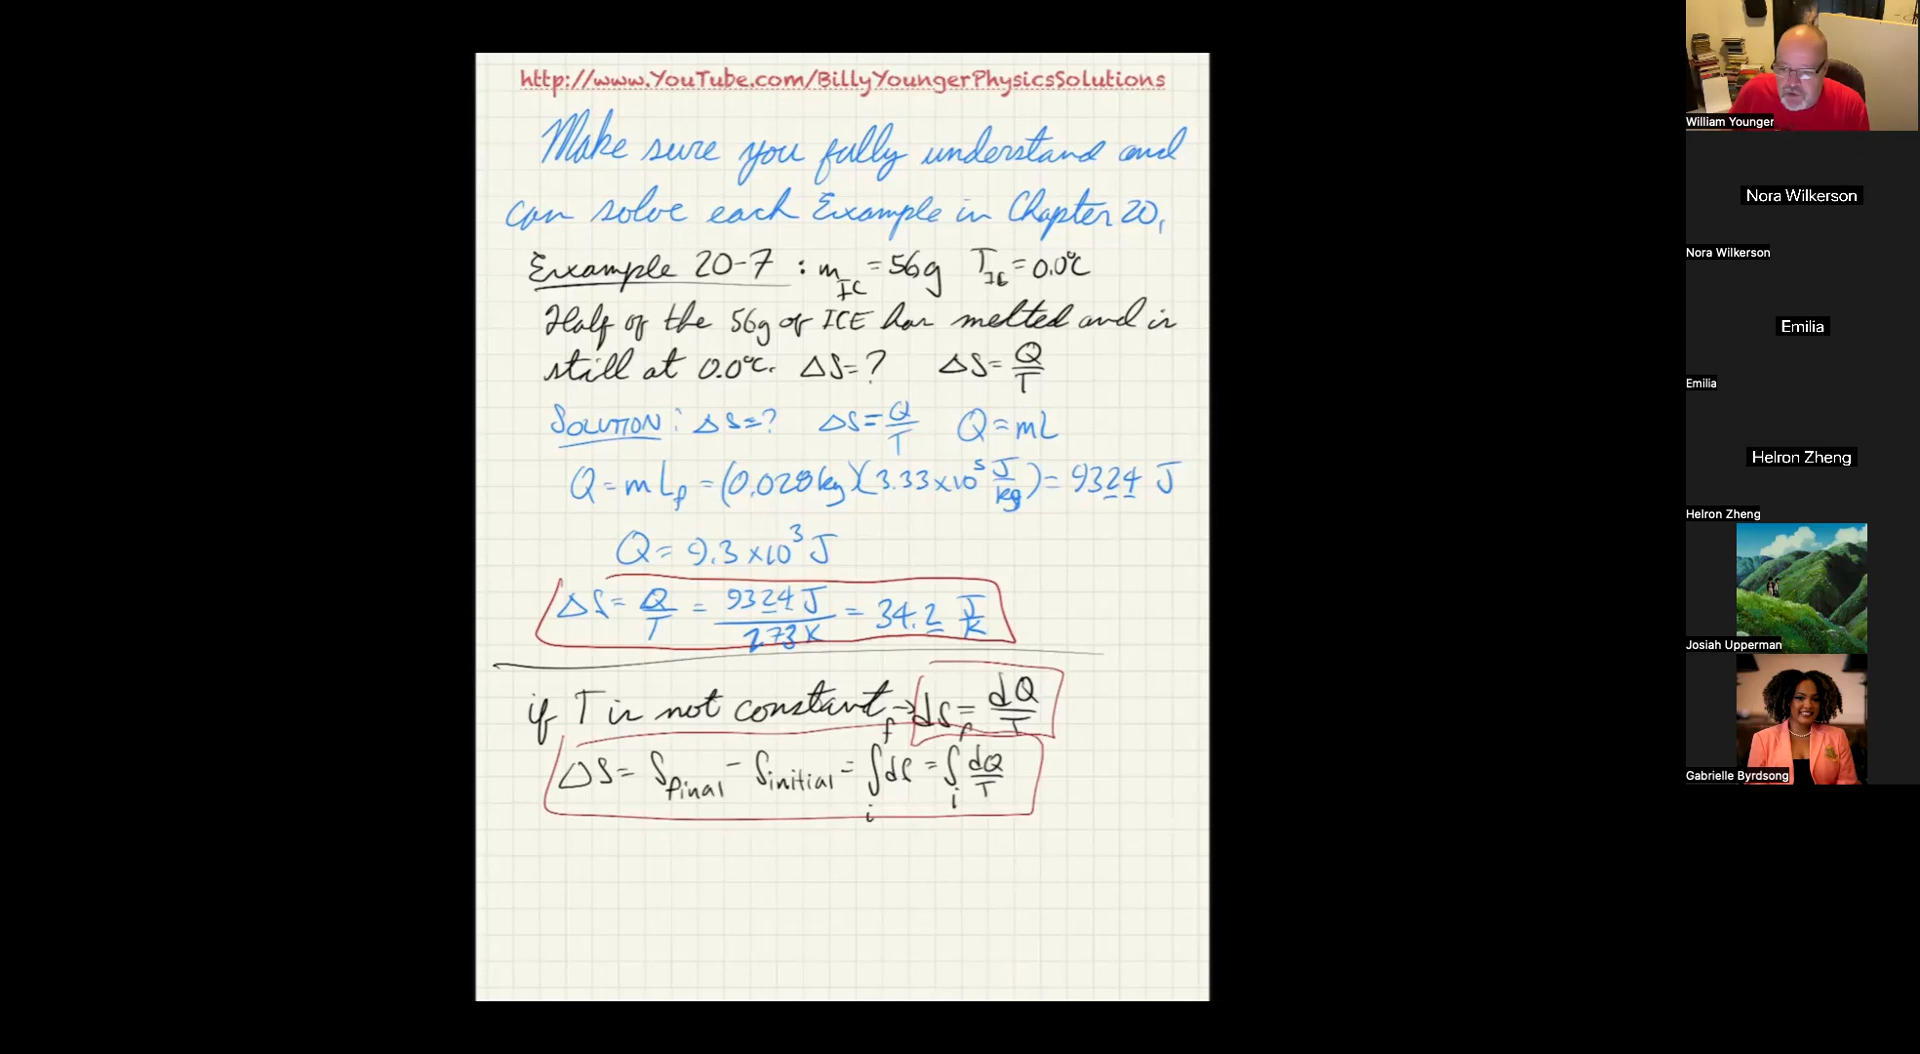 http://www.YouTube.com/BillyYoungerPhysicsSolutions
Make sure you fully understand and
can solve each Example in Chapter 20.
Example 20-7 : m_IC = 56g T_IC = 0.0°C
Half of the 56g of ICE has melted and is
still at 0.0°C. ΔS=? ΔS = Q/T
SOLUTION: ΔS=? ΔS = Q/T Q = mL
Q = mL_f = (0.028kg)(3.33×10^5 J/kg) = 9324 J
Q = 9.3×10^3 J
ΔS = Q/T = 9324 J/273K = 34.2 J/K
if T is not constant → dS = dQ/T
ΔS = S_final - S_initial = ∫_i^f dS = ∫_i^f dQ/T
William Younger
Nora Wilkerson
Nora Wilkerson
Emilia
Emilia
Helron Zheng
Helron Zheng
Josiah Upperman
Gabrielle Byrdsong